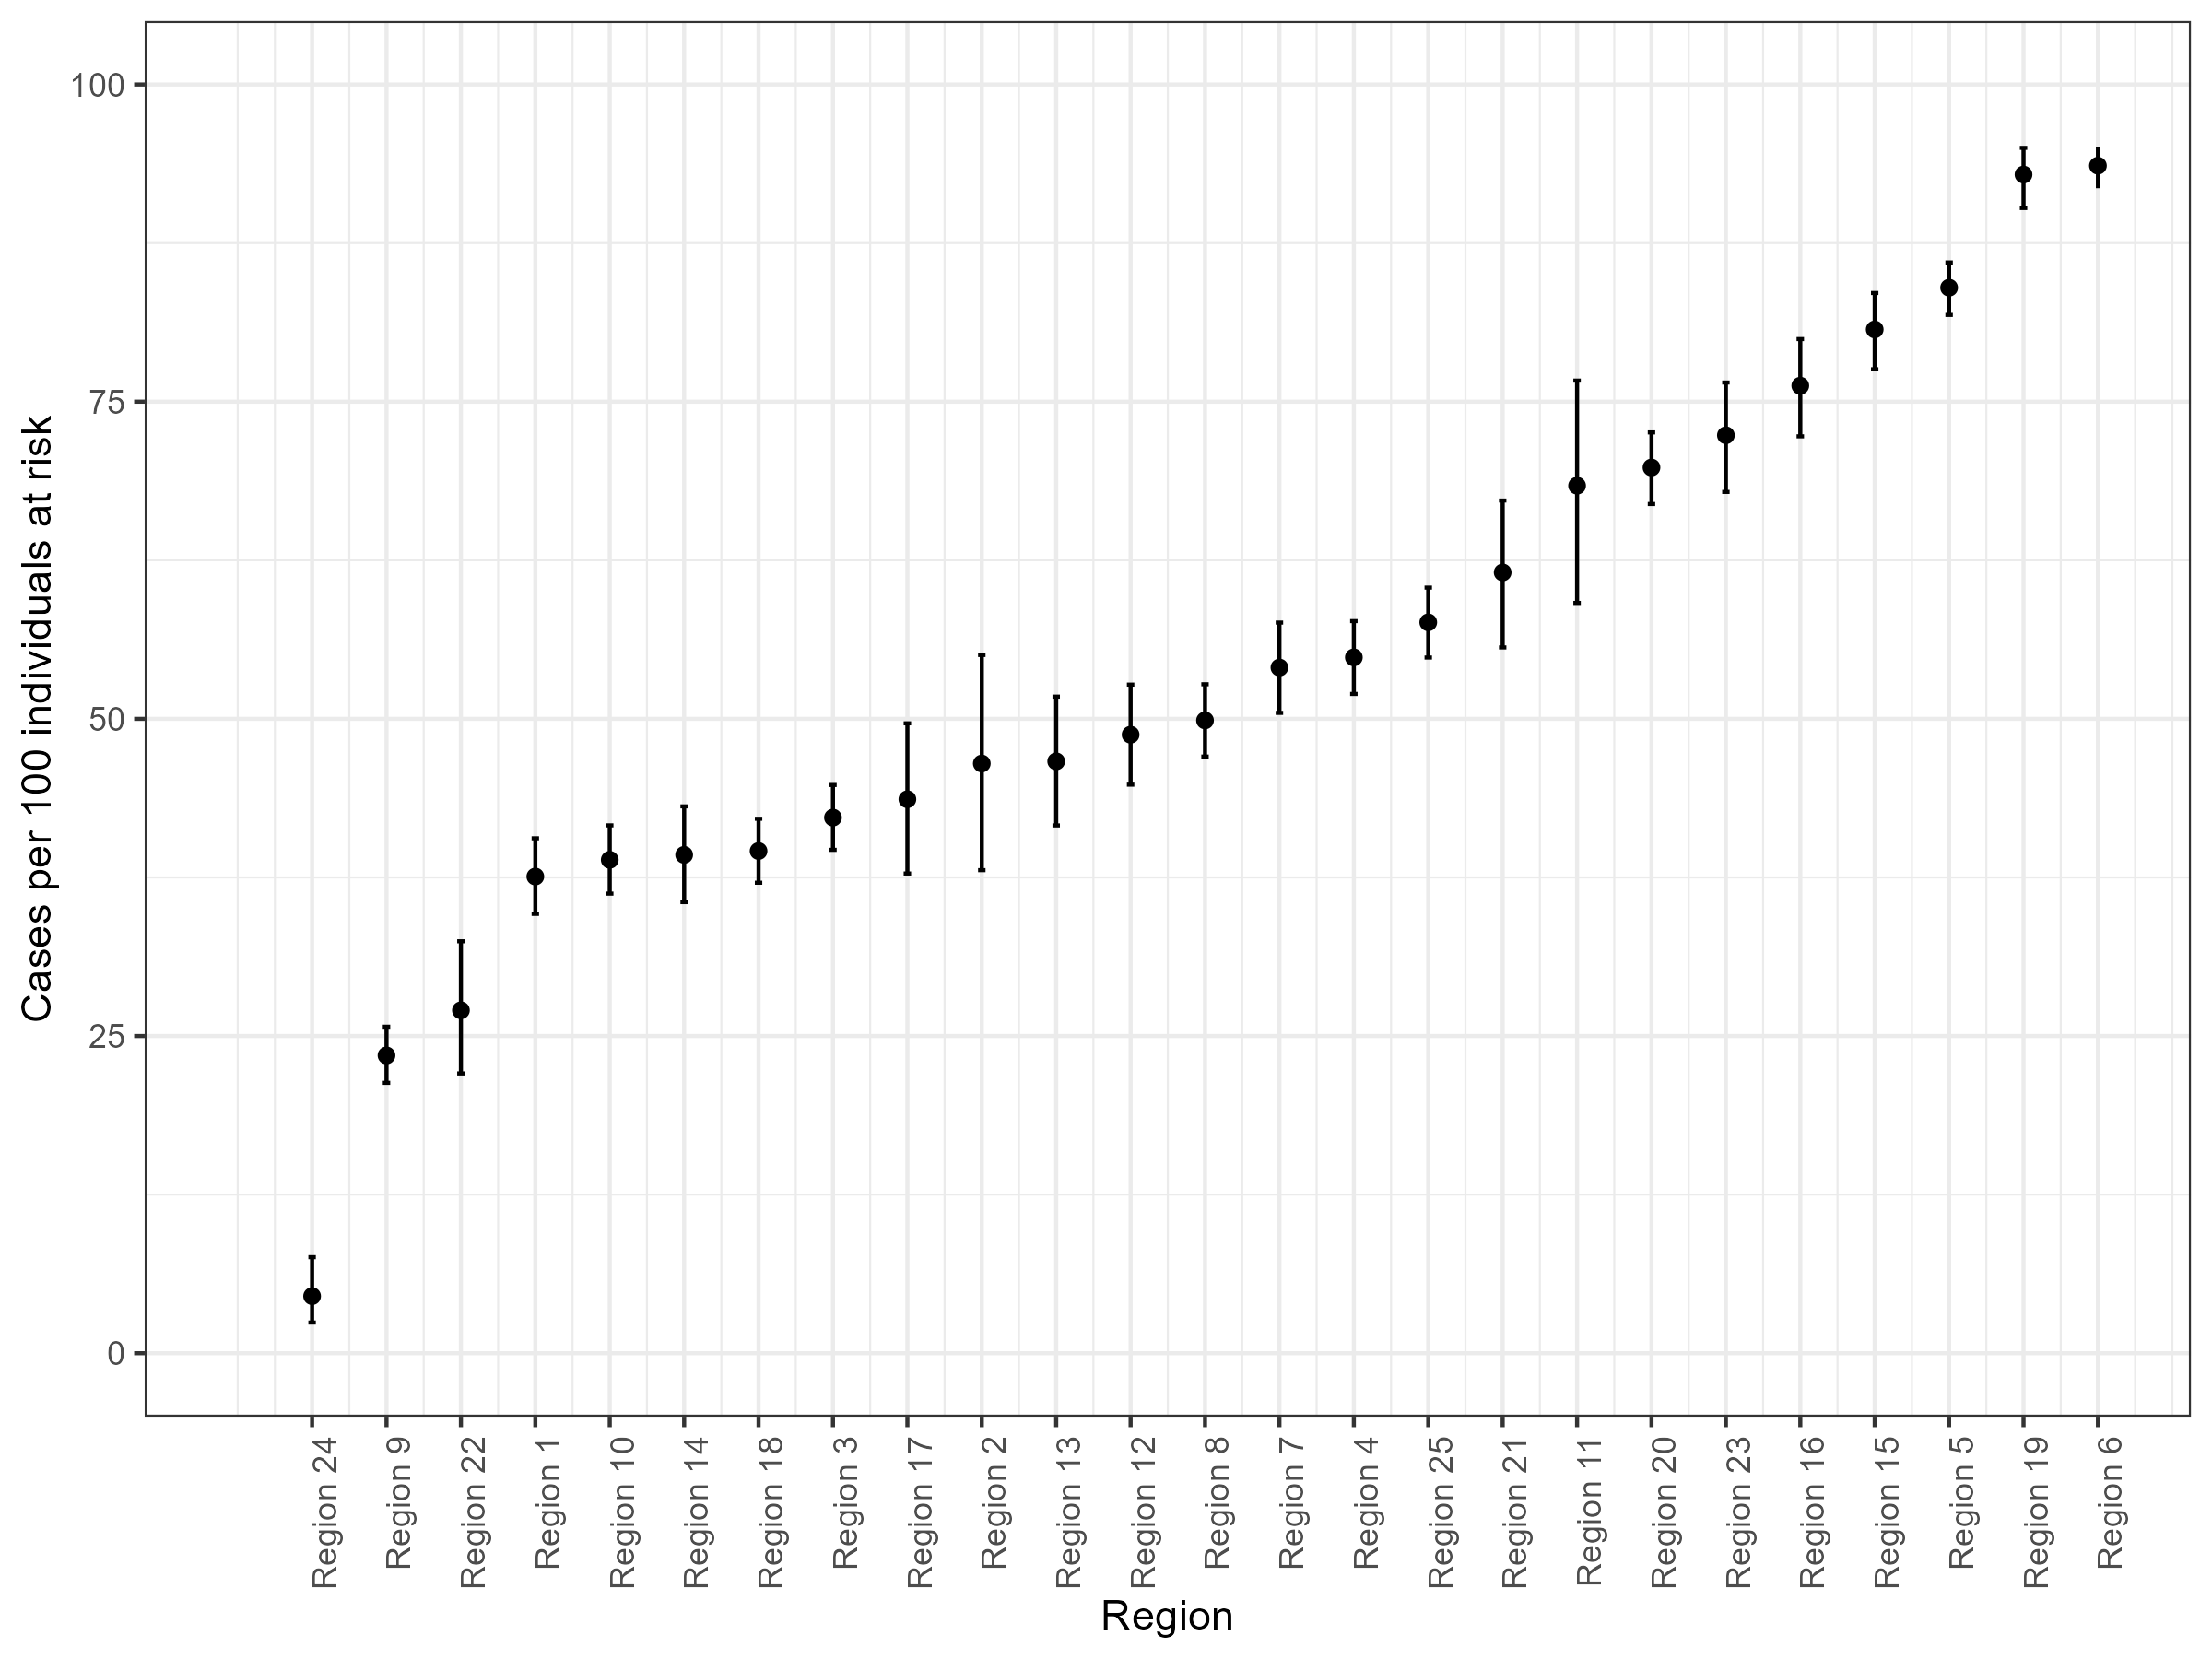 Cases per 100 individuals at risk
100
75
50
25
0
Region 24
Region 9
Region 22
Region 1
Region 10
Region 14
Region 18
Region 3
Region 17
Region 2
Region 13
Region 12
Region 8
Region 7
Region 4
Region 25
Region 21
Region 11
Region 20
Region 23
Region 16
Region 15
Region 5
Region 19
Region 6
Region